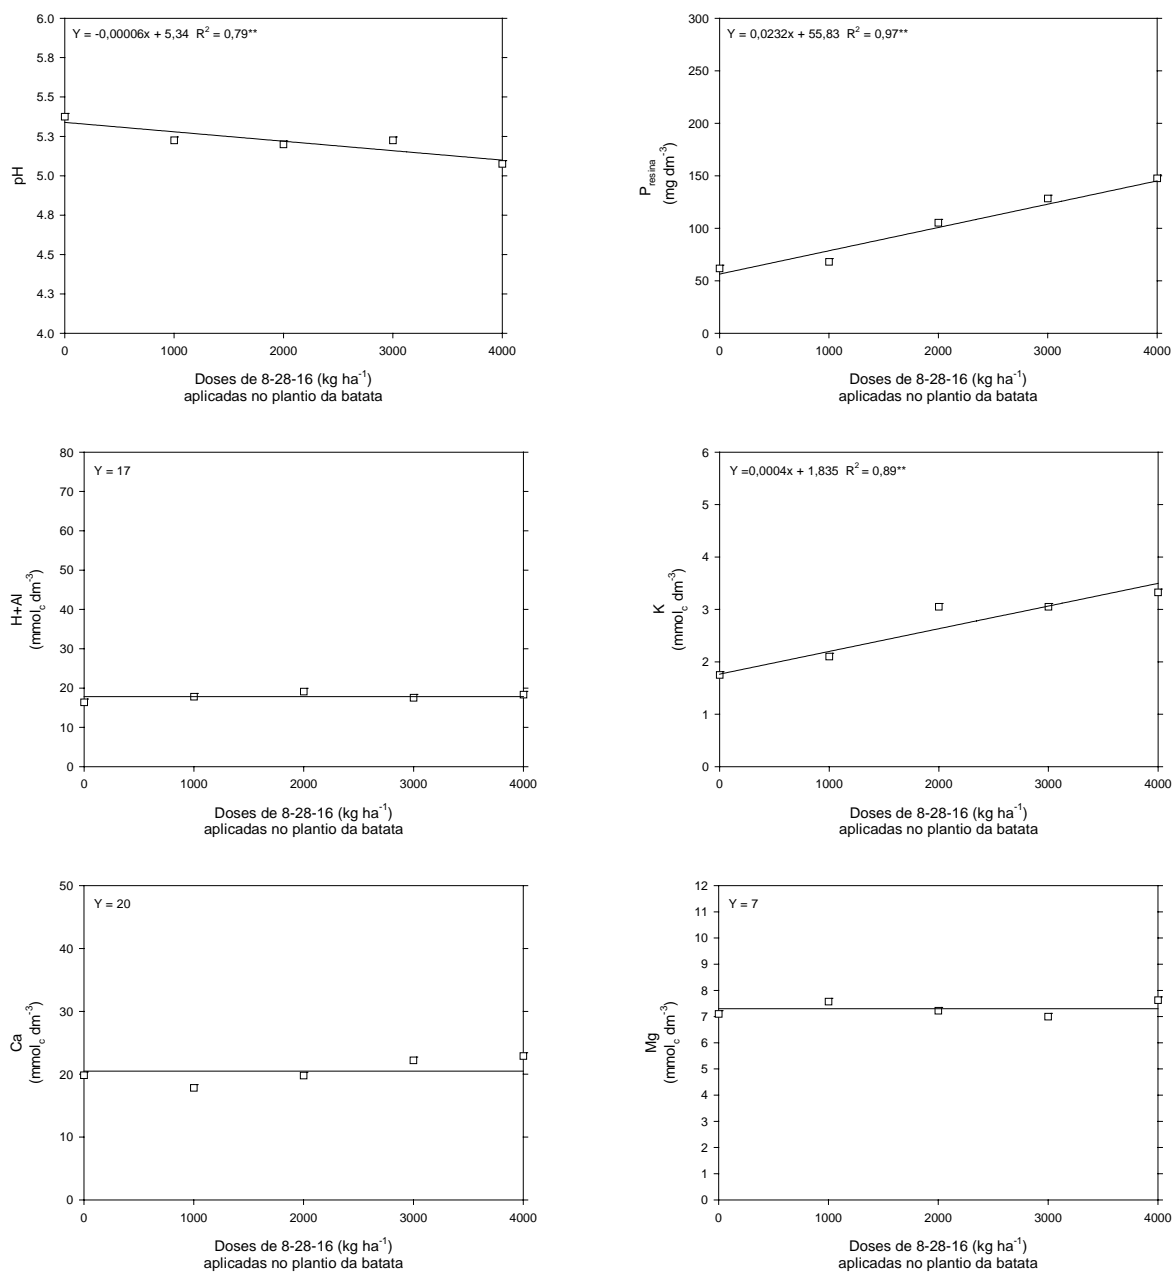 Y = -0,00006x + 5,34 R² = 0,79**
6.0
5.8
5.5
5.3
5.0
4.8
4.5
4.3
4.0
pH
0 1000 2000 3000 4000
Doses de 8-28-16 (kg ha⁻¹)
aplicadas no plantio da batata
Y = 0,0232x + 55,83 R² = 0,97**
300
250
200
150
100
50
0
P resina
(mg dm⁻³)
0 1000 2000 3000 4000
Doses de 8-28-16 (kg ha⁻¹)
aplicadas no plantio da batata
Y = 17
80
70
60
50
40
30
20
10
0
H+Al
(mmol_c dm⁻³)
0 1000 2000 3000 4000
Doses de 8-28-16 (kg ha⁻¹)
aplicadas no plantio da batata
Y =0,0004x + 1,835 R² = 0,89**
6
5
4
3
2
1
0
K
(mmol_c dm⁻³)
0 1000 2000 3000 4000
Doses de 8-28-16 (kg ha⁻¹)
aplicadas no plantio da batata
Y = 20
50
40
30
20
10
0
Ca
(mmol_c dm⁻³)
0 1000 2000 3000 4000
Doses de 8-28-16 (kg ha⁻¹)
aplicadas no plantio da batata
Y = 7
12
11
10
9
8
7
6
5
4
3
2
1
0
Mg
(mmol_c dm⁻³)
0 1000 2000 3000 4000
Doses de 8-28-16 (kg ha⁻¹)
aplicadas no plantio da batata